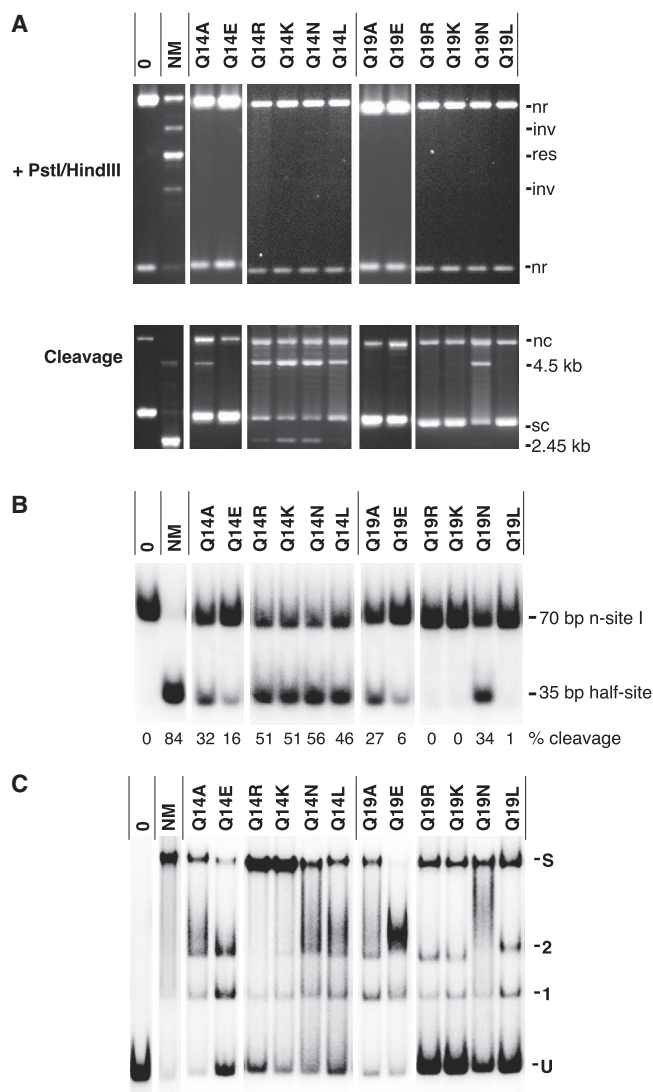 A
0 NM Q14A Q14E Q14R Q14K Q14N Q14L Q19A Q19E Q19R Q19K Q19N Q19L
-nr
-inv
+ PstI/HindIII
-res
-inv
-nr
Cleavage
-nc
-4.5 kb
-sc
-2.45 kb
B
0 NM Q14A Q14E Q14R Q14K Q14N Q14L Q19A Q19E Q19R Q19K Q19N Q19L
-70 bp n-site I
-35 bp half-site
0 84 32 16 51 51 56 46 27 6 0 0 34 1 % cleavage
C
0 NM Q14A Q14E Q14R Q14K Q14N Q14L Q19A Q19E Q19R Q19K Q19N Q19L
-S
-2
-1
-U